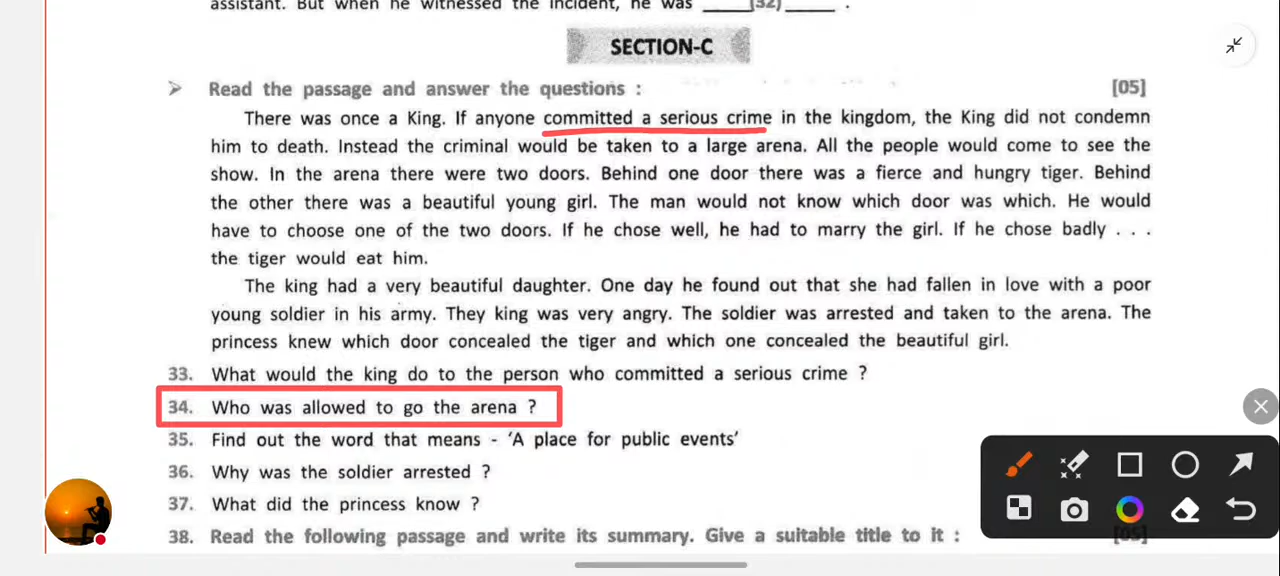 assistant. But when he witnessed the incident, he was ____(32)____ .
SECTION-C
➢ Read the passage and answer the questions : [05]
There was once a King. If anyone committed a serious crime in the kingdom, the King did not condemn
him to death. Instead the criminal would be taken to a large arena. All the people would come to see the
show. In the arena there were two doors. Behind one door there was a fierce and hungry tiger. Behind
the other there was a beautiful young girl. The man would not know which door was which. He would
have to choose one of the two doors. If he chose well, he had to marry the girl. If he chose badly . . .
the tiger would eat him.
The king had a very beautiful daughter. One day he found out that she had fallen in love with a poor
young soldier in his army. They king was very angry. The soldier was arrested and taken to the arena. The
princess knew which door concealed the tiger and which one concealed the beautiful girl.
33. What would the king do to the person who committed a serious crime ?
34. Who was allowed to go the arena ?
35. Find out the word that means - 'A place for public events'
36. Why was the soldier arrested ?
37. What did the princess know ?
38. Read the following passage and write its summary. Give a suitable title to it : [05]